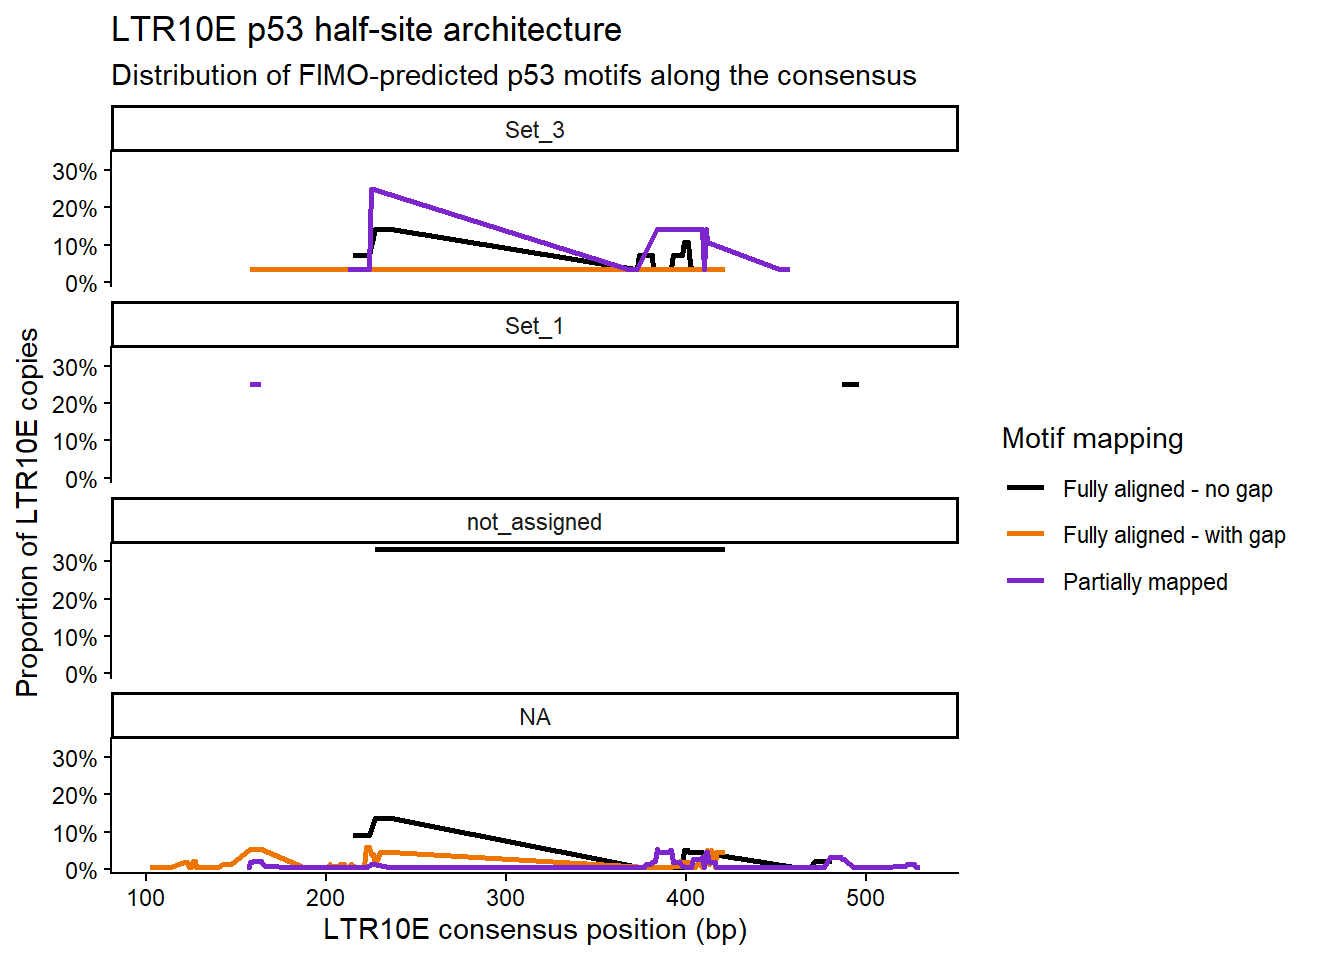 LTR10E p53 half-site architecture
Distribution of FIMO-predicted p53 motifs along the consensus
Set_3
30%
20%
10%
0%
Set_1
30%
20%
10%
0%
not_assigned
30%
20%
10%
0%
NA
30%
20%
10%
0%
100 200 300 400 500
LTR10E consensus position (bp)
Proportion of LTR10E copies
Motif mapping
Fully aligned - no gap
Fully aligned - with gap
Partially mapped